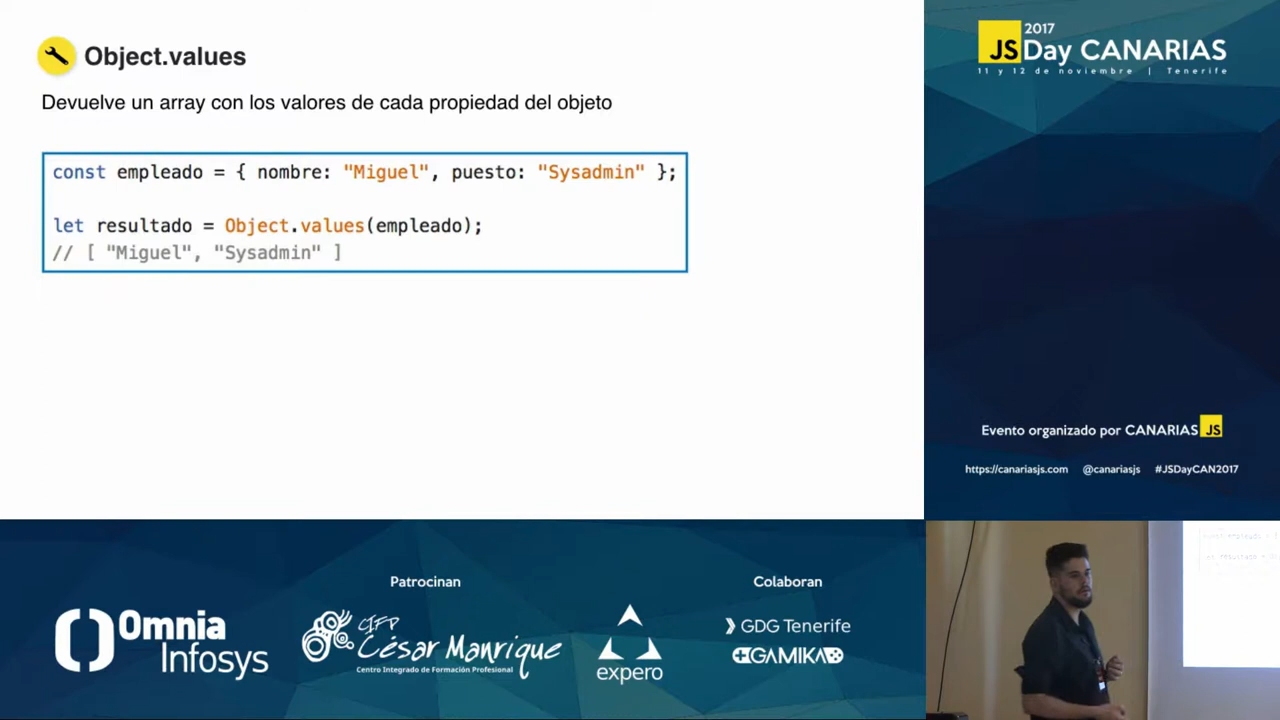 Object.values
Devuelve un array con los valores de cada propiedad del objeto
const empleado = { nombre: "Miguel", puesto: "Sysadmin" };
let resultado = Object.values(empleado);
// [ "Miguel", "Sysadmin" ]
2017
JS Day CANARIAS
11 y 12 de noviembre | Tenerife
Evento organizado por CANARIAS JS
https://canariasjs.com @canariasjs #JSDayCAN2017
Patrocinan
Omnia
Infosys
CIFP
César Manrique
Centro Integrado de Formación Profesional
expero
Colaboran
GDG Tenerife
GAMIKA